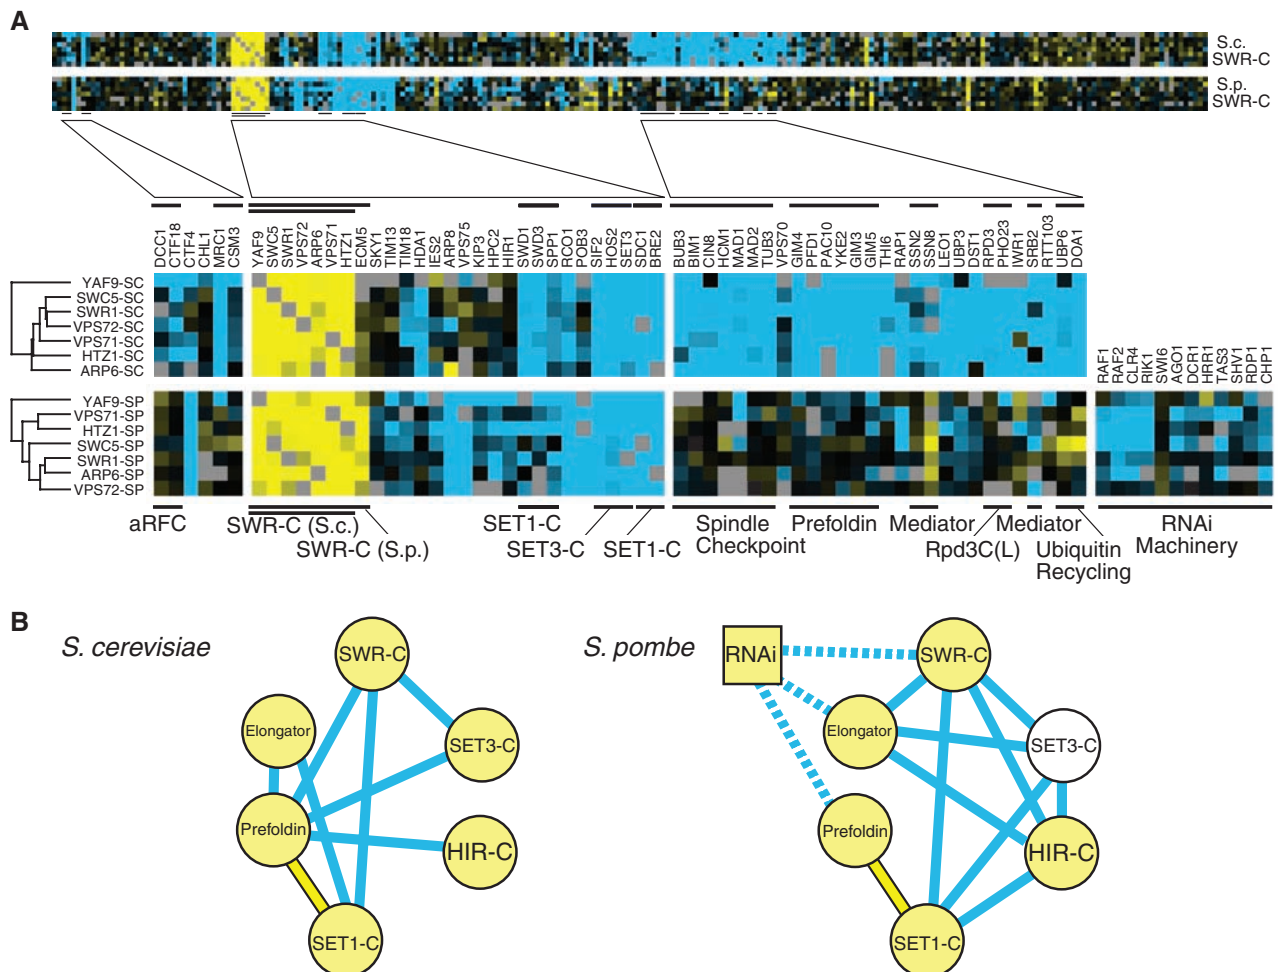 A
S.c.
SWR-C
S.p.
SWR-C
DCC1
CTF18
CTF4
CHL1
MRC1
CSM3
YAF9
SWC5
SWR1
VPS72
ARP6
VPS71
HTZ1
ECM5
SKY1
TIM13
TIM18
HDA1
IES2
ARP8
VPS75
KIP3
HPC2
HIR1
SWD1
SWD3
SPP1
RCO1
POB3
SIF2
HOS2
SET3
SDC1
BRE2
BUB3
BIM1
CIN8
HCM1
MAD1
MAD2
TUB3
VPS70
GIM4
PFD1
PAC10
YKE2
GIM3
GIM5
THI6
RAP1
SSN2
SSN8
LEO1
UBP3
DST1
RPD3
PHO23
IWR1
SRB2
RTT103
UBP6
DOA1
YAF9-SC
SWC5-SC
SWR1-SC
VPS72-SC
VPS71-SC
HTZ1-SC
ARP6-SC
RAF1
RAF2
CLR4
RIK1
SWI6
AGO1
DCR1
HRR1
TAS3
SHV1
RDP1
CHP1
YAF9-SP
VPS71-SP
HTZ1-SP
SWC5-SP
SWR1-SP
ARP6-SP
VPS72-SP
aRFC
SWR-C (S.c.)
SWR-C (S.p.)
SET1-C
SET3-C
SET1-C
Spindle
Checkpoint
Prefoldin
Mediator
Rpd3C(L)
Mediator
Ubiquitin
Recycling
RNAi
Machinery
B
S. cerevisiae
SWR-C
Elongator
SET3-C
Prefoldin
HIR-C
SET1-C
S. pombe
RNAi
SWR-C
Elongator
SET3-C
Prefoldin
HIR-C
SET1-C